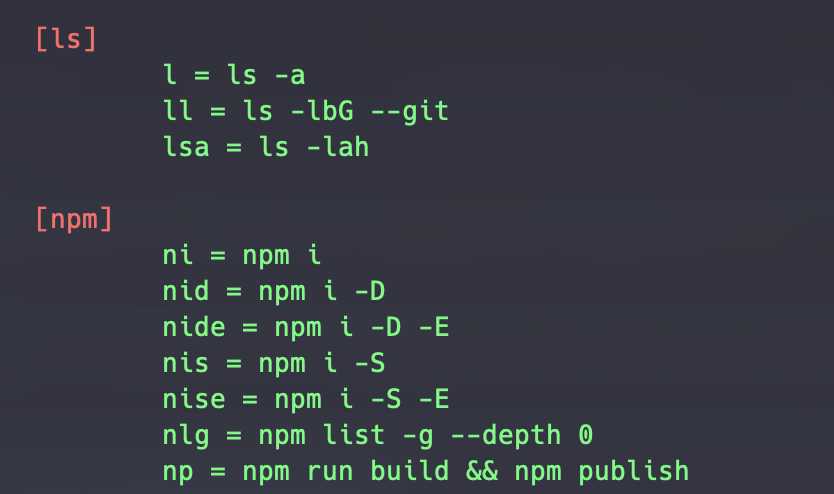 [ls]
l = ls -a
ll = ls -lbG --git
lsa = ls -lah
[npm]
ni = npm i
nid = npm i -D
nide = npm i -D -E
nis = npm i -S
nise = npm i -S -E
nlg = npm list -g --depth 0
np = npm run build && npm publish